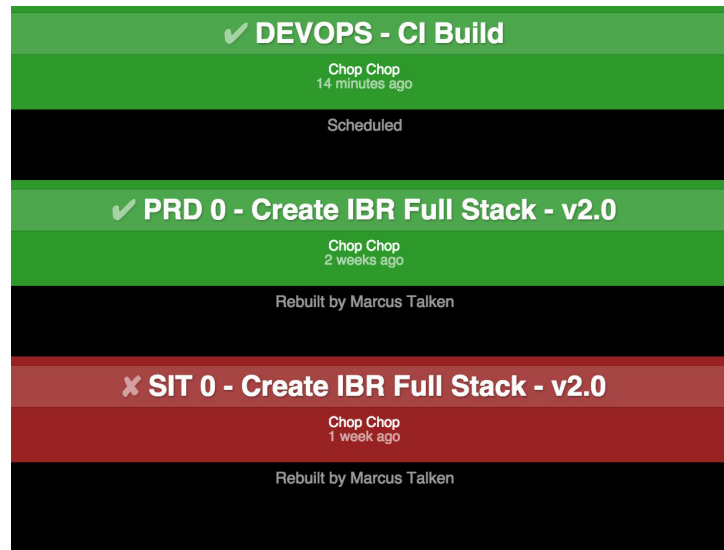 ✔ DEVOPS - CI Build
Chop Chop
14 minutes ago
Scheduled
✔ PRD 0 - Create IBR Full Stack - v2.0
Chop Chop
2 weeks ago
Rebuilt by Marcus Talken
✘ SIT 0 - Create IBR Full Stack - v2.0
Chop Chop
1 week ago
Rebuilt by Marcus Talken